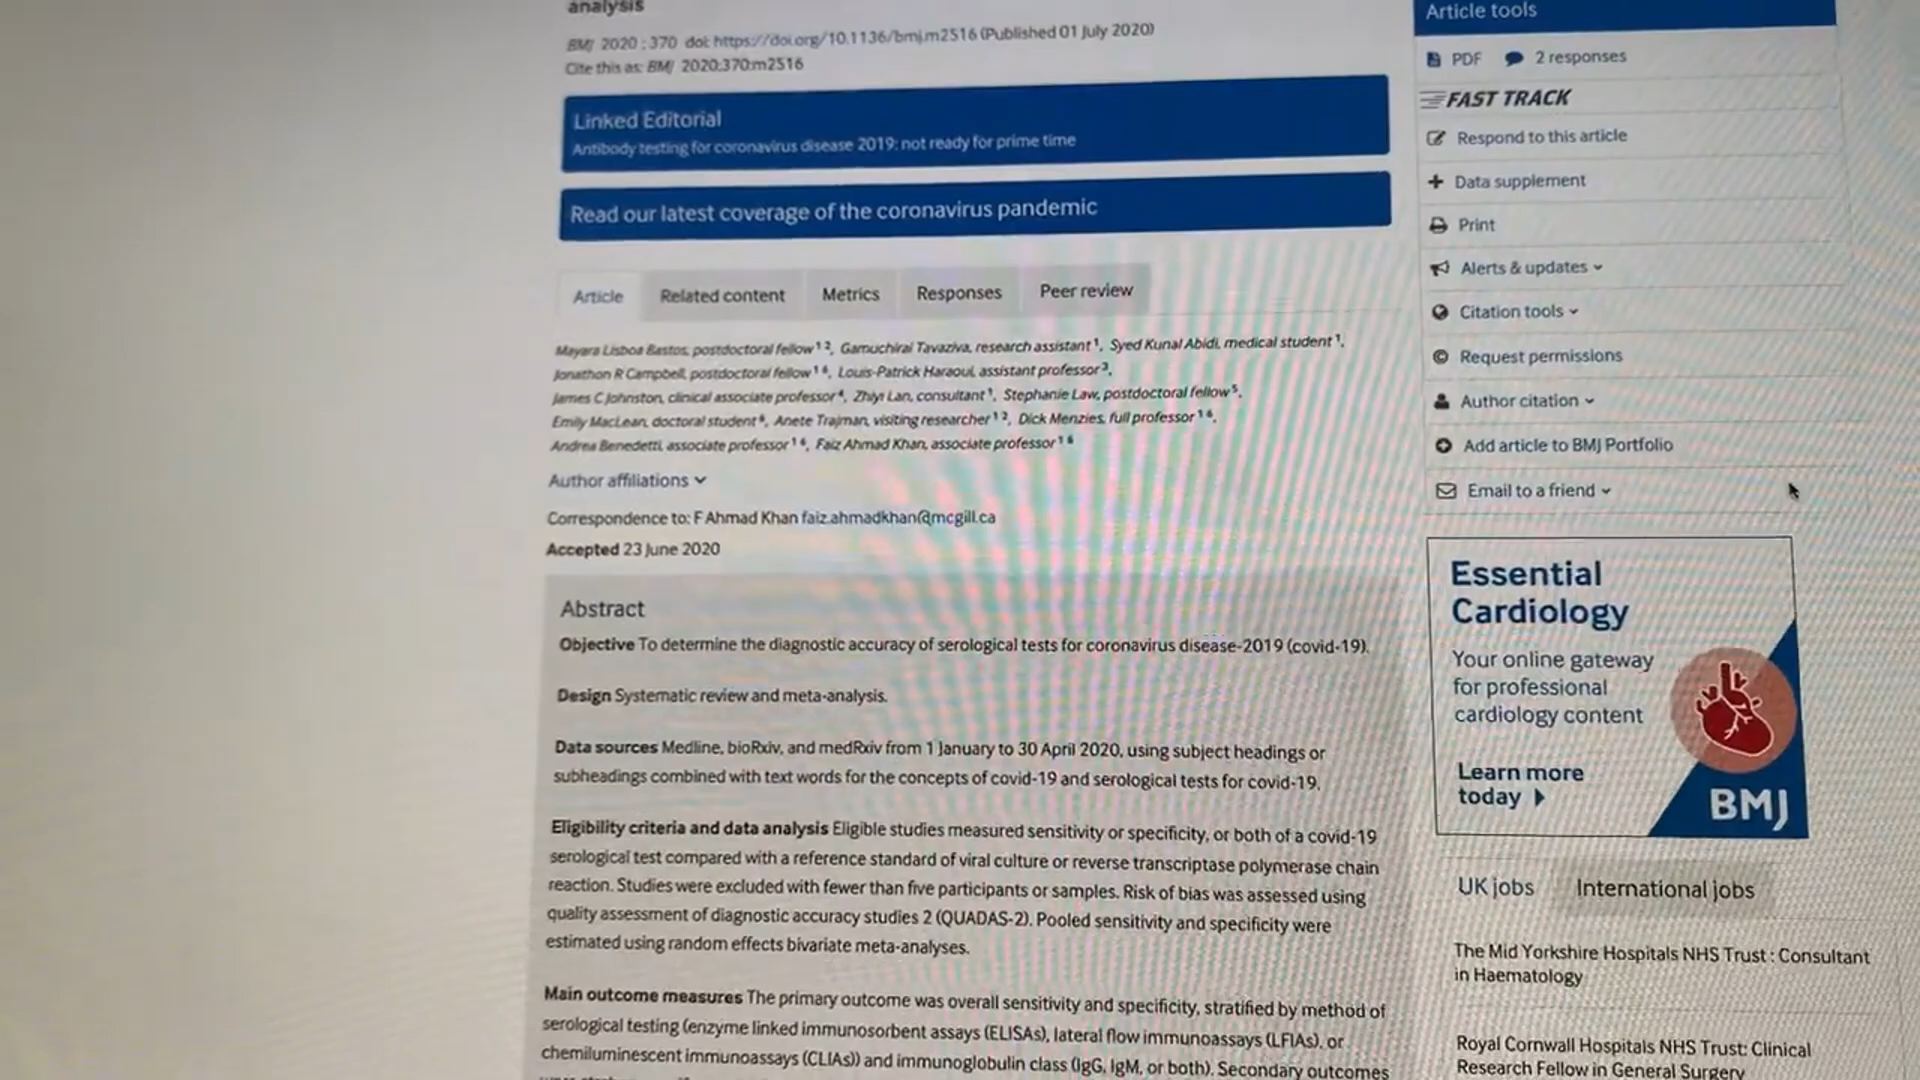 analysis
BMJ 2020 ; 370 doi: https://doi.org/10.1136/bmj.m2516 (Published 01 July 2020)
Cite this as: BMJ 2020;370:m2516
Linked Editorial
Antibody testing for coronavirus disease 2019: not ready for prime time
Read our latest coverage of the coronavirus pandemic
Article Related content Metrics Responses Peer review
Mayara Lisboa Bastos, postdoctoral fellow 1 2, Gamuchirai Tavaziva, research assistant 1, Syed Kunal Abidi, medical student 1,
Jonathon R Campbell, postdoctoral fellow 1 6, Louis-Patrick Haraoui, assistant professor 3,
James C Johnston, clinical associate professor 4, Zhiyi Lan, consultant 1, Stephanie Law, postdoctoral fellow 5,
Emily MacLean, doctoral student 6, Anete Trajman, visiting researcher 1 2, Dick Menzies, full professor 1 6,
Andrea Benedetti, associate professor 1 6, Faiz Ahmad Khan, associate professor 1 6
Author affiliations
Correspondence to: F Ahmad Khan faiz.ahmadkhan@mcgill.ca
Accepted 23 June 2020
Abstract
Objective To determine the diagnostic accuracy of serological tests for coronavirus disease-2019 (covid-19).
Design Systematic review and meta-analysis.
Data sources Medline, bioRxiv, and medRxiv from 1 January to 30 April 2020, using subject headings or
subheadings combined with text words for the concepts of covid-19 and serological tests for covid-19.
Eligibility criteria and data analysis Eligible studies measured sensitivity or specificity, or both of a covid-19
serological test compared with a reference standard of viral culture or reverse transcriptase polymerase chain
reaction. Studies were excluded with fewer than five participants or samples. Risk of bias was assessed using
quality assessment of diagnostic accuracy studies 2 (QUADAS-2). Pooled sensitivity and specificity were
estimated using random effects bivariate meta-analyses.
Main outcome measures The primary outcome was overall sensitivity and specificity, stratified by method of
serological testing (enzyme linked immunosorbent assays (ELISAs), lateral flow immunoassays (LFIAs), or
chemiluminescent immunoassays (CLIAs)) and immunoglobulin class (IgG, IgM, or both). Secondary outcomes
Article tools
PDF 2 responses
FAST TRACK
Respond to this article
Data supplement
Print
Alerts & updates
Citation tools
Request permissions
Author citation
Add article to BMJ Portfolio
Email to a friend
Essential
Cardiology
Your online gateway
for professional
cardiology content
Learn more
today
BMJ
UK jobs International jobs
The Mid Yorkshire Hospitals NHS Trust : Consultant
in Haematology
Royal Cornwall Hospitals NHS Trust: Clinical
Research Fellow in General Surgery